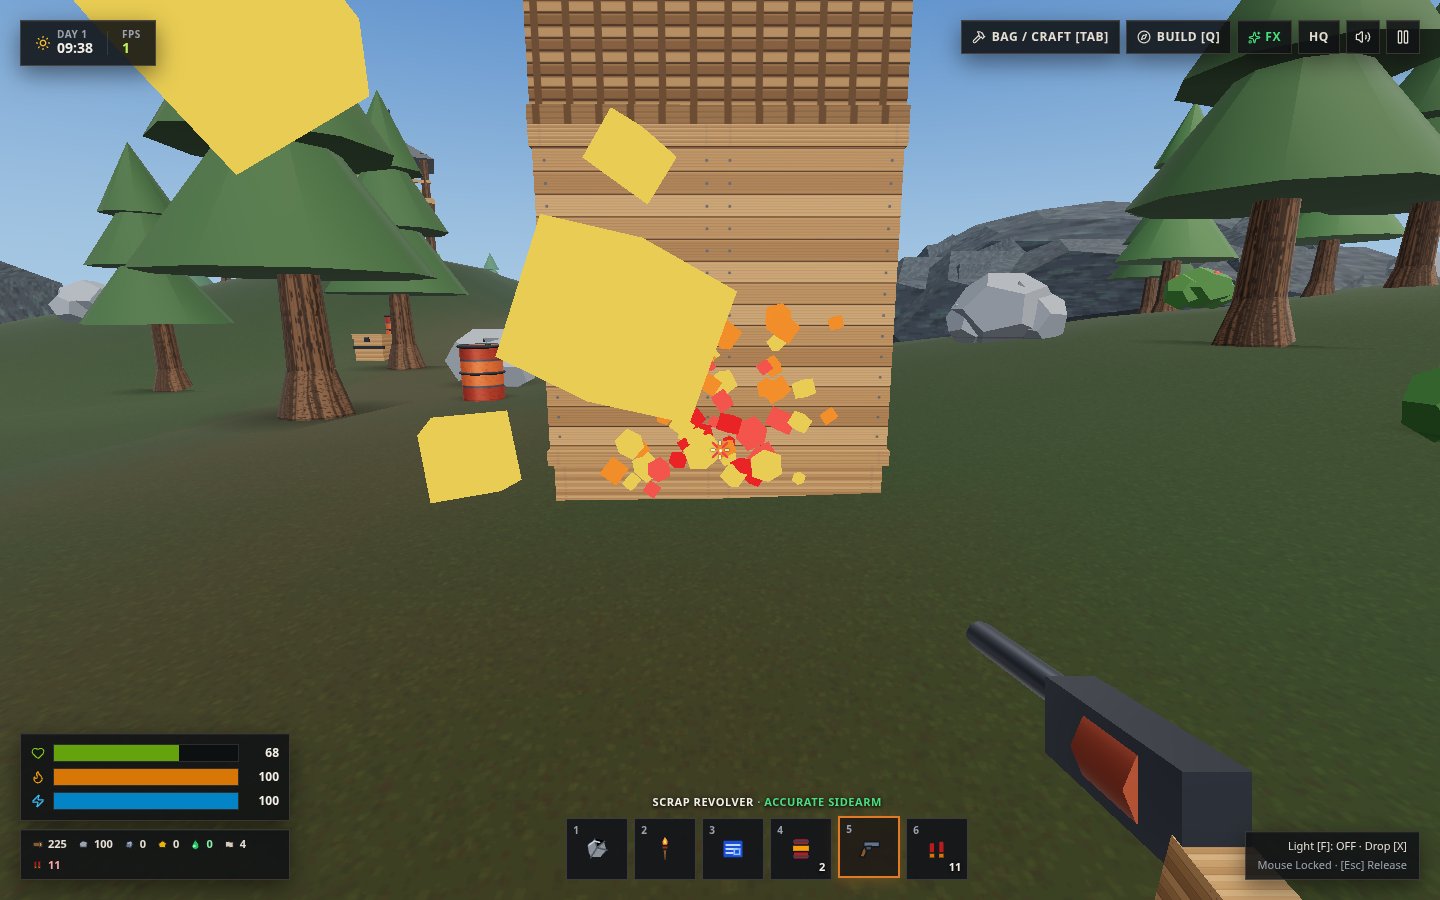 DAY 1
09:38
FPS
1
BAG / CRAFT [TAB]
BUILD [Q]
FX
HQ
68
100
100
225 100 0 0 0 4
11
SCRAP REVOLVER · ACCURATE SIDEARM
1 2 3 4 5 6
2 11
Light [F]: OFF · Drop [X]
Mouse Locked · [Esc] Release